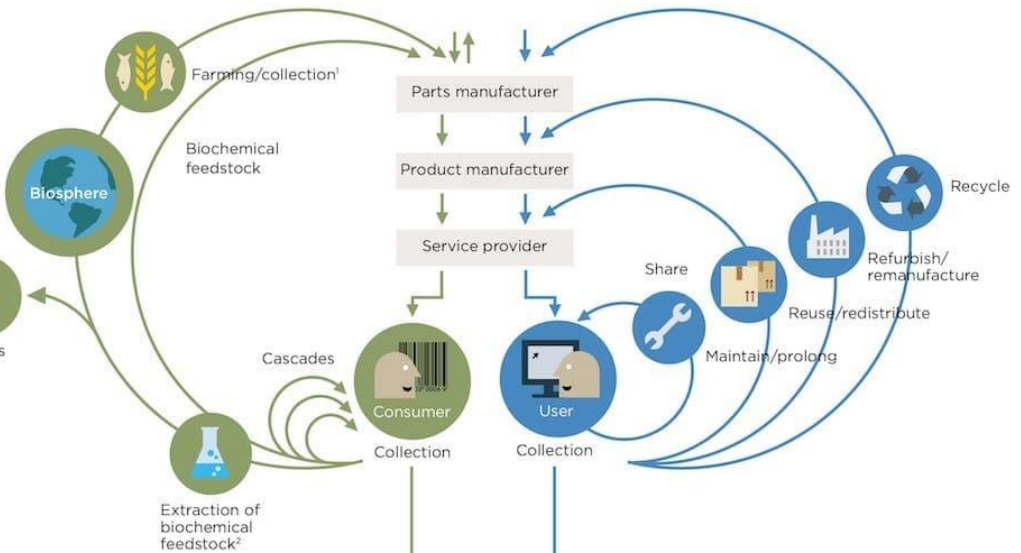 Farming/collection¹
Parts manufacturer
Biochemical
feedstock
Product manufacturer
Biosphere
Recycle
Service provider
Share
Refurbish/
remanufacture
Reuse/redistribute
s
Cascades
Maintain/prolong
Consumer
User
Collection
Collection
Extraction of
biochemical
feedstock²